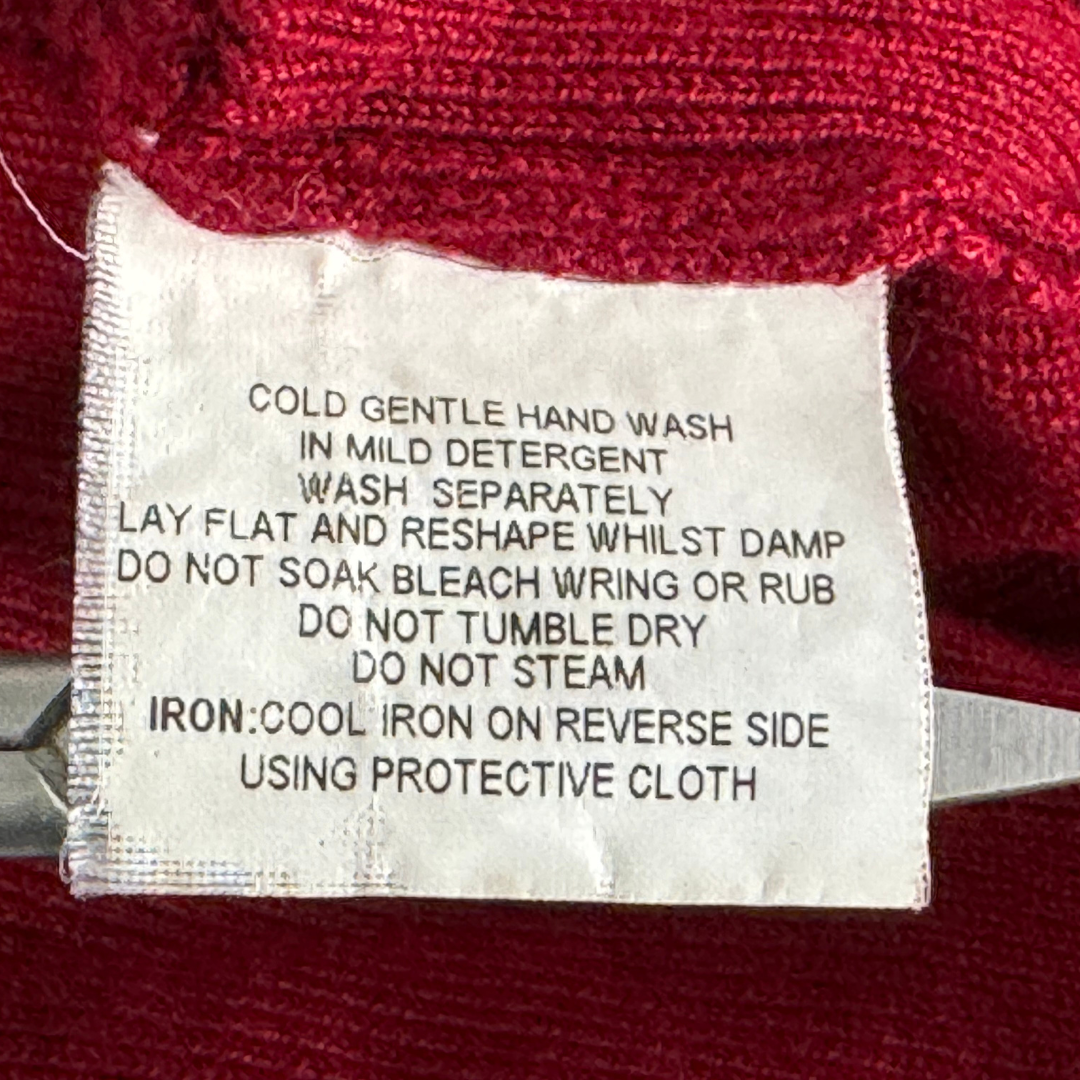 COLD GENTLE HAND WASH
IN MILD DETERGENT
WASH SEPARATELY
LAY FLAT AND RESHAPE WHILST DAMP
DO NOT SOAK BLEACH WRING OR RUB
DO NOT TUMBLE DRY
DO NOT STEAM
IRON:COOL IRON ON REVERSE SIDE
USING PROTECTIVE CLOTH